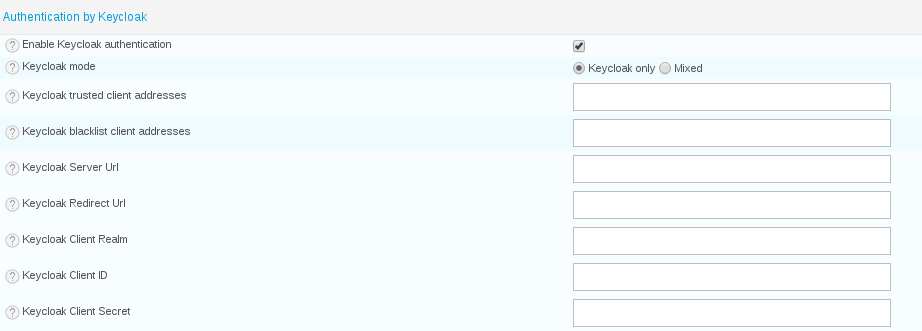 Authentication by Keycloak
? Enable Keycloak authentication
? Keycloak mode Keycloak only Mixed
? Keycloak trusted client addresses
? Keycloak blacklist client addresses
? Keycloak Server Url
? Keycloak Redirect Url
? Keycloak Client Realm
? Keycloak Client ID
? Keycloak Client Secret